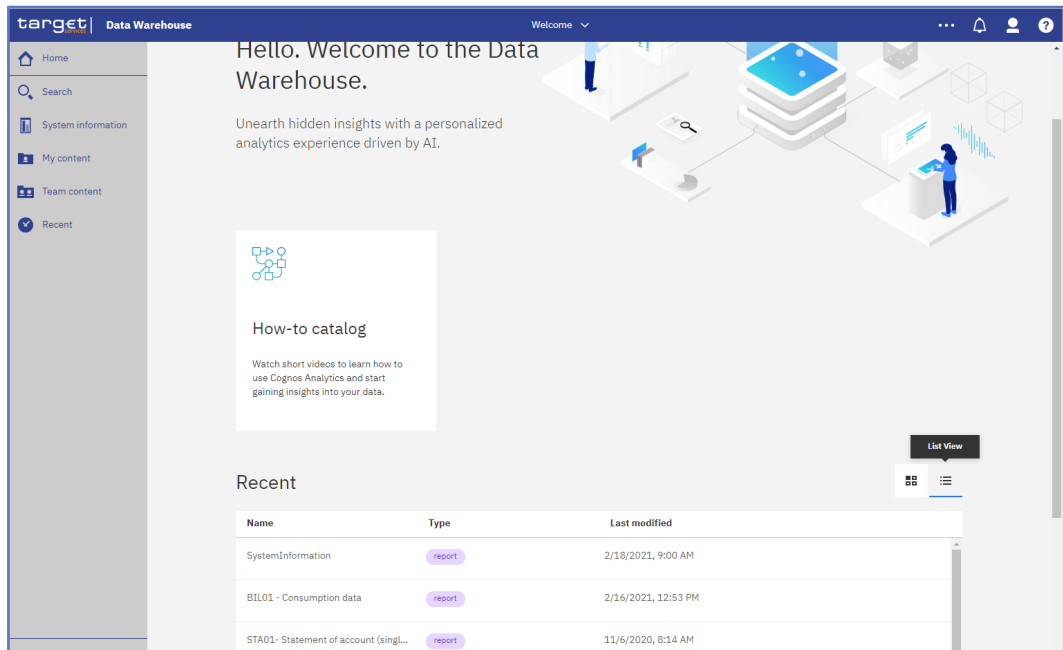 target services Data Warehouse Welcome
Home
Search
System information
My content
Team content
Recent
Hello. Welcome to the Data
Warehouse.
Unearth hidden insights with a personalized
analytics experience driven by AI.
How-to catalog
Watch short videos to learn how to
use Cognos Analytics and start
gaining insights into your data.
List View
Recent
Name Type Last modified
SystemInformation report 2/18/2021, 9:00 AM
BIL01 - Consumption data report 2/16/2021, 12:53 PM
STA01- Statement of account (singl... report 11/6/2020, 8:14 AM